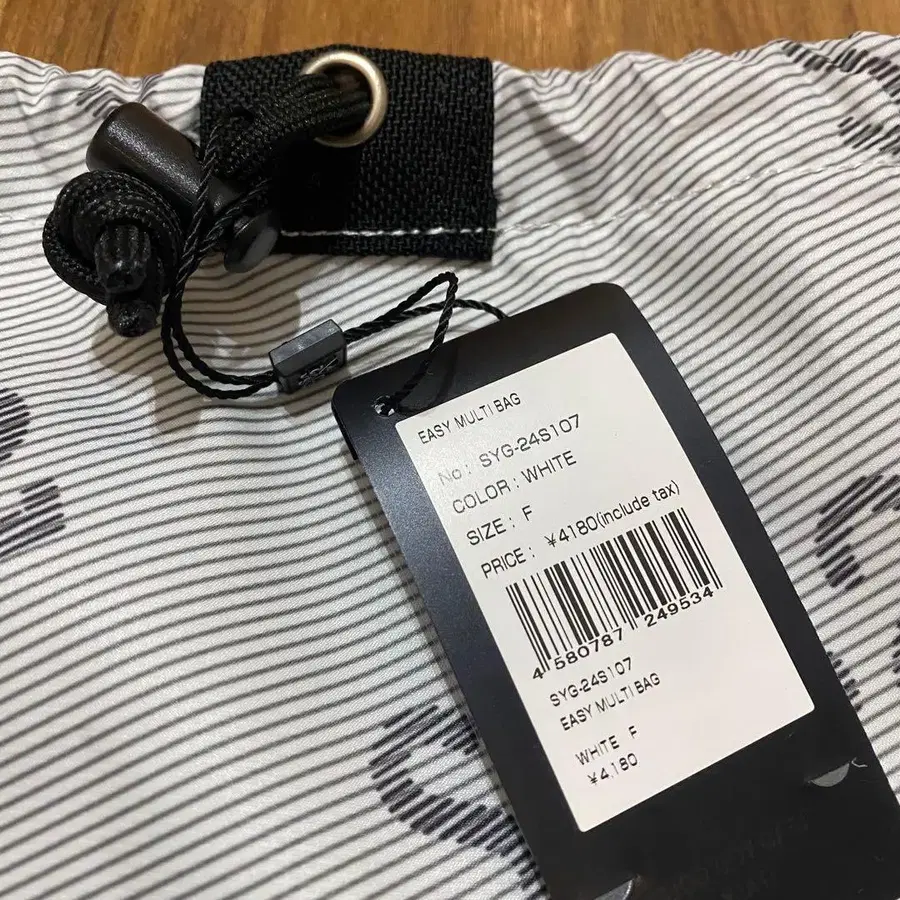 EASY MULTI BAG
No : SYG-24S107
COLOR : WHITE
SIZE : F
PRICE : ¥4180(include tax)
4 580787 249534
SYG-24S107
EASY MULTI BAG
WHITE F
¥4,180